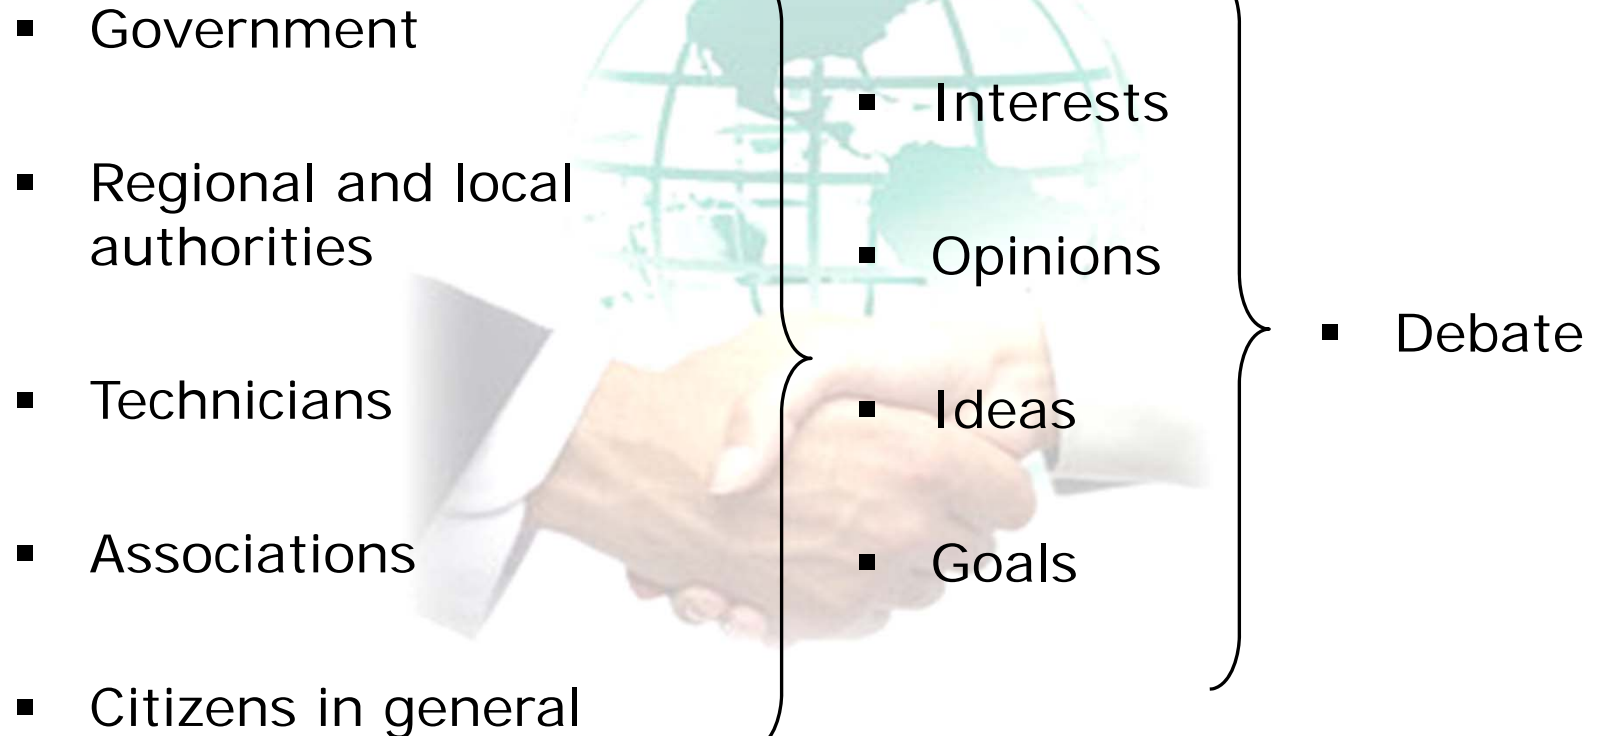 ▪ Government
▪ Regional and local
authorities
▪ Technicians
▪ Associations
▪ Citizens in general
▪ Interests
▪ Opinions
▪ Ideas
▪ Goals
▪ Debate